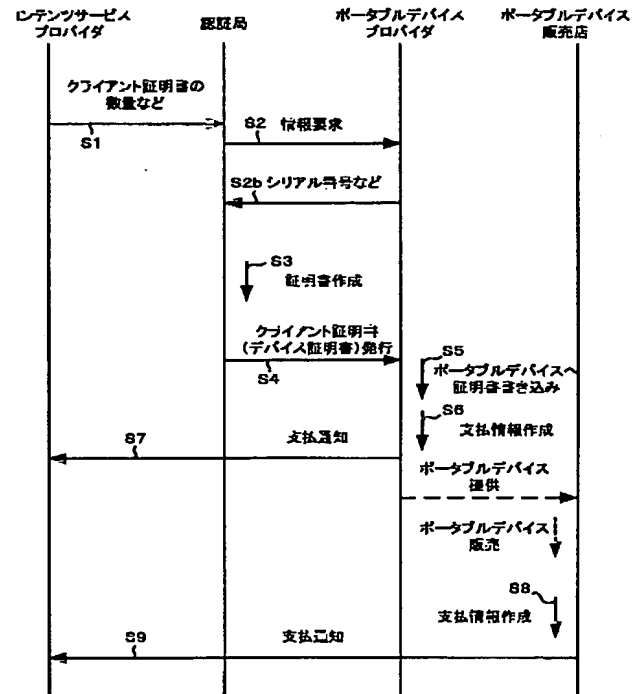 コンテンツサービス
プロバイダ
認証局
ポータブルデバイス
プロバイダ
ポータブルデバイス
販売店
クライアント証明書の
数量など
S1
S2 情報要求
S2b シリアル番号など
S3
証明書作成
クライアント証明書
(デバイス証明書)発行
S4
S5
ポータブルデバイスへ
証明書書き込み
S6
支払情報作成
S7
支払通知
ポータブルデバイス
提供
ポータブルデバイス
販売
S8
支払情報作成
S9
支払通知